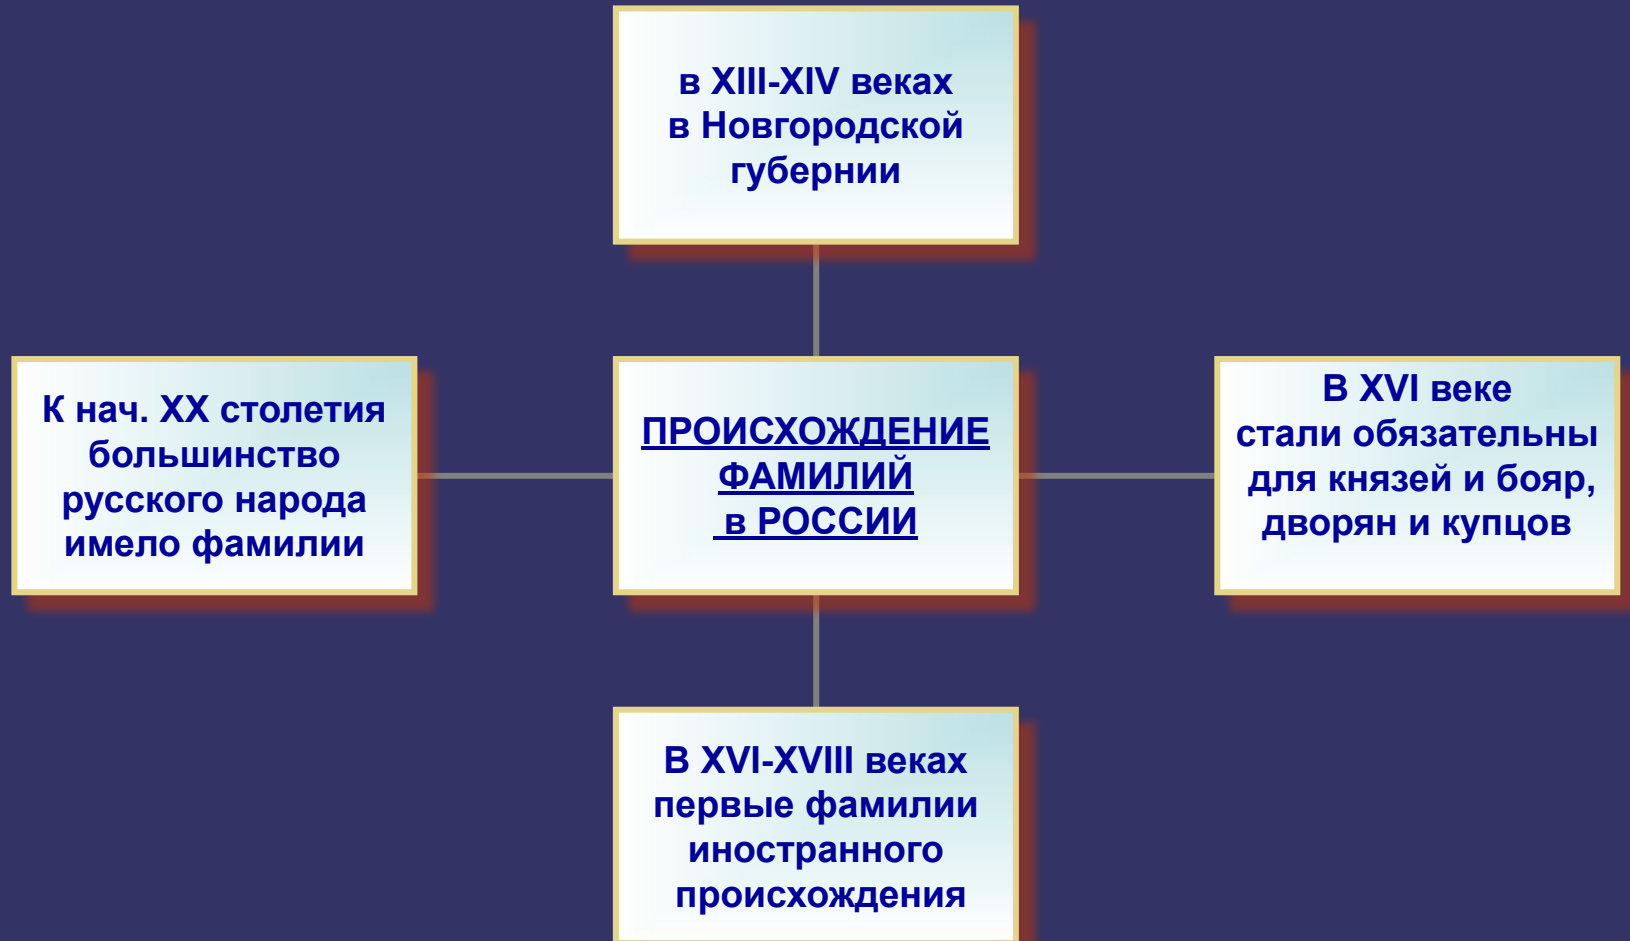 в XIII-XIV веках
в Новгородской
губернии
К нач. XX столетия
большинство
русского народа
имело фамилии
ПРОИСХОЖДЕНИЕ
ФАМИЛИЙ
в РОССИИ
В XVI веке
стали обязательны
для князей и бояр,
дворян и купцов
В XVI-XVIII веках
первые фамилии
иностранного
происхождения